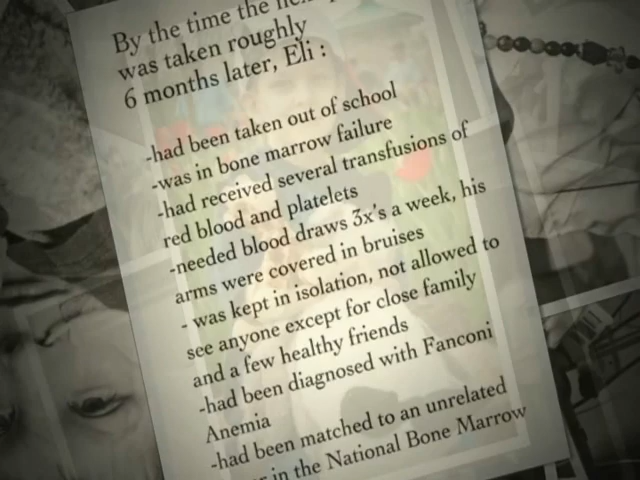 By the time the
was taken roughly
6 months later, Eli :
-had been taken out of school
-was in bone marrow failure
-had received several transfusions of
red blood and platelets
-needed blood draws 3x's a week, his
arms were covered in bruises
- was kept in isolation, not allowed to
see anyone except for close family
and a few healthy friends
-had been diagnosed with Fanconi
Anemia
-had been matched to an unrelated
in the National Bone Marrow